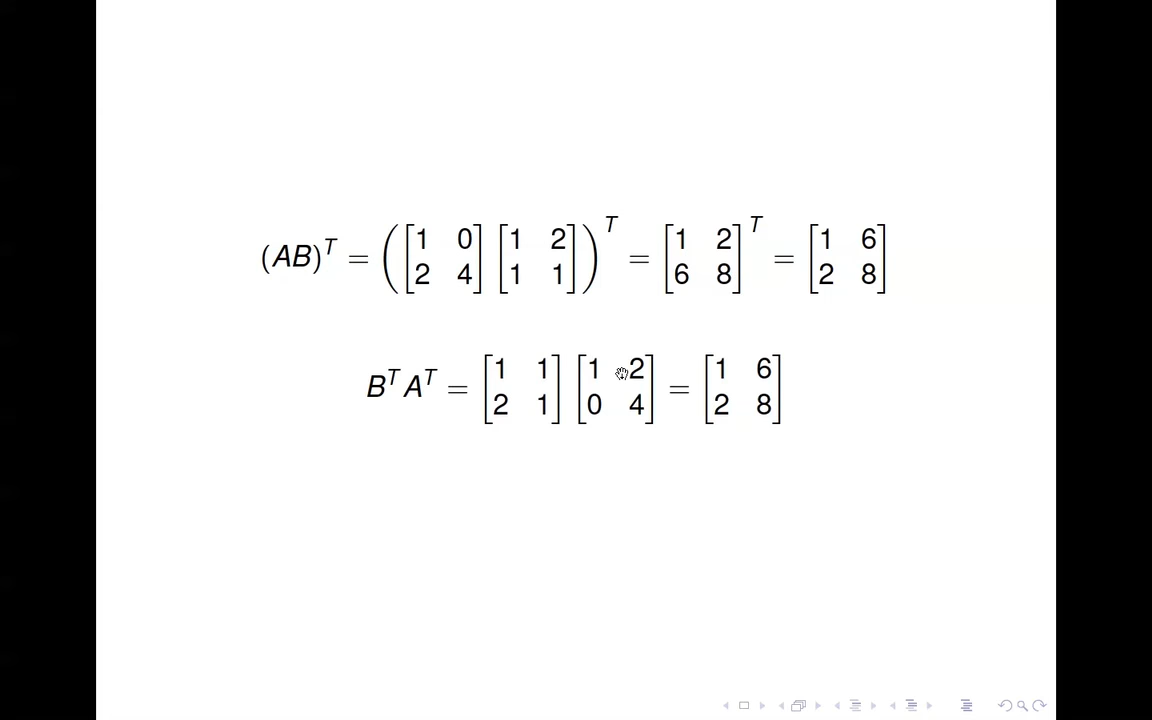 (AB)^T = ([1 0; 2 4] [1 2; 1 1])^T = [1 2; 6 8]^T = [1 6; 2 8]
B^T A^T = [1 1; 2 1] [1 2; 0 4] = [1 6; 2 8]